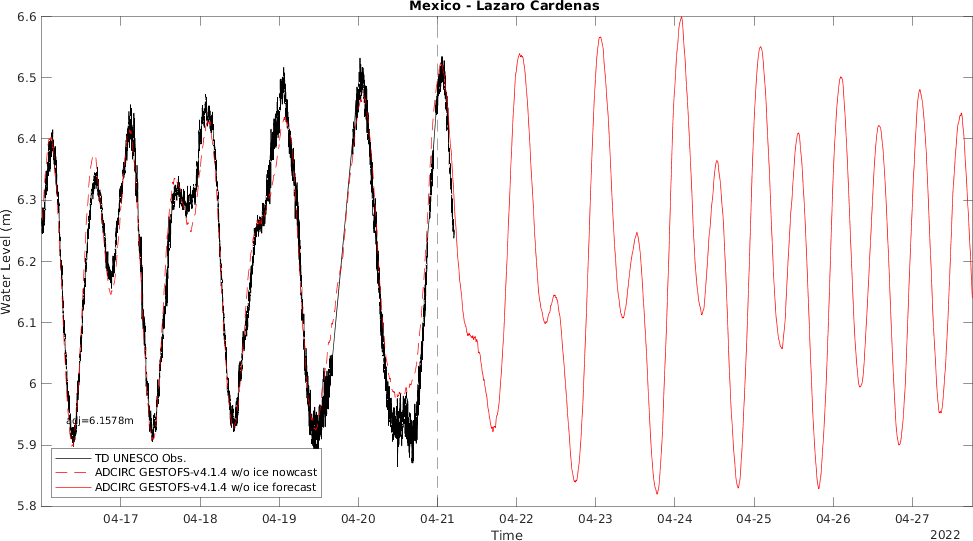 Mexico - Lazaro Cardenas
6.6
6.5
6.4
6.3
6.2
6.1
6
5.9
5.8
Water Level (m)
adj=6.1578m
TD UNESCO Obs.
ADCIRC GESTOFS-v4.1.4 w/o ice nowcast
ADCIRC GESTOFS-v4.1.4 w/o ice forecast
04-17 04-18 04-19 04-20 04-21 04-22 04-23 04-24 04-25 04-26 04-27
Time
2022